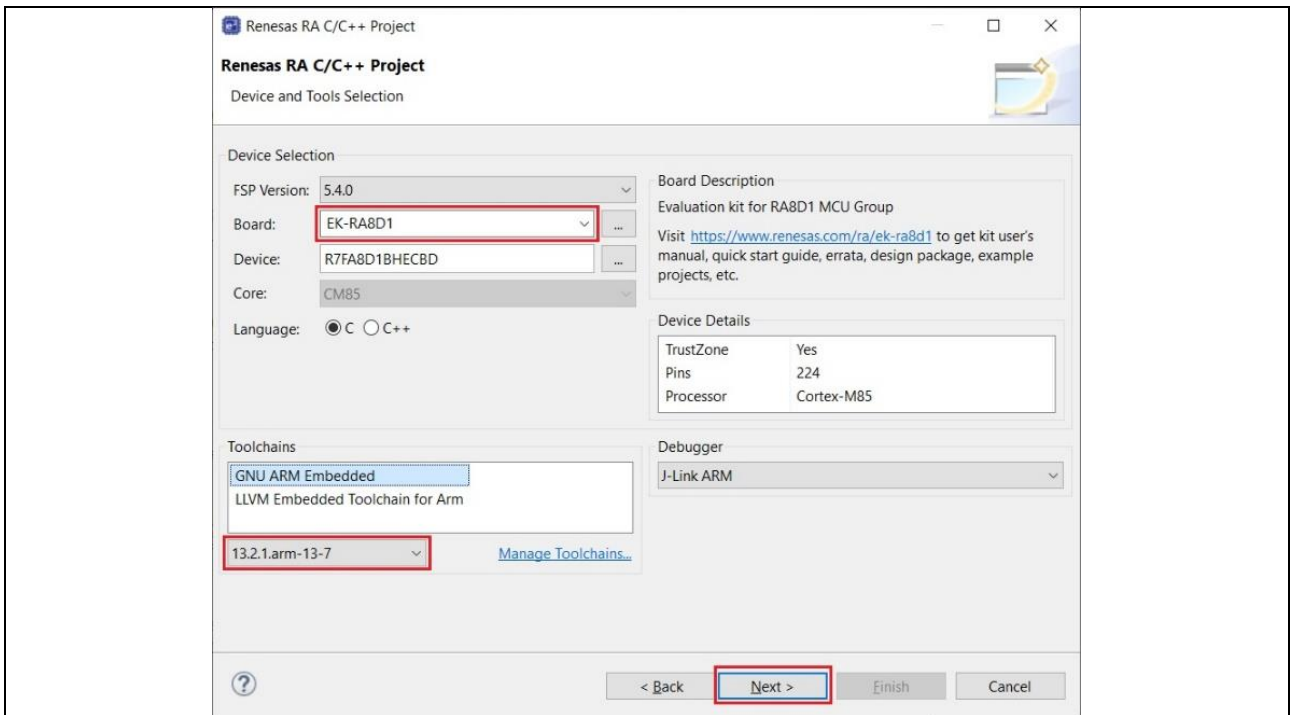 Renesas RA C/C++ Project
Renesas RA C/C++ Project
Device and Tools Selection
Device Selection
FSP Version: 5.4.0
Board: EK-RA8D1 ...
Device: R7FA8D1BHECBD ...
Core: CM85
Language: C C++
Board Description
Evaluation kit for RA8D1 MCU Group
Visit https://www.renesas.com/ra/ek-ra8d1 to get kit user's
manual, quick start guide, errata, design package, example
projects, etc.
Device Details
TrustZone Yes
Pins 224
Processor Cortex-M85
Toolchains
GNU ARM Embedded
LLVM Embedded Toolchain for Arm
13.2.1.arm-13-7 Manage Toolchains...
Debugger
J-Link ARM
? < Back Next > Finish Cancel